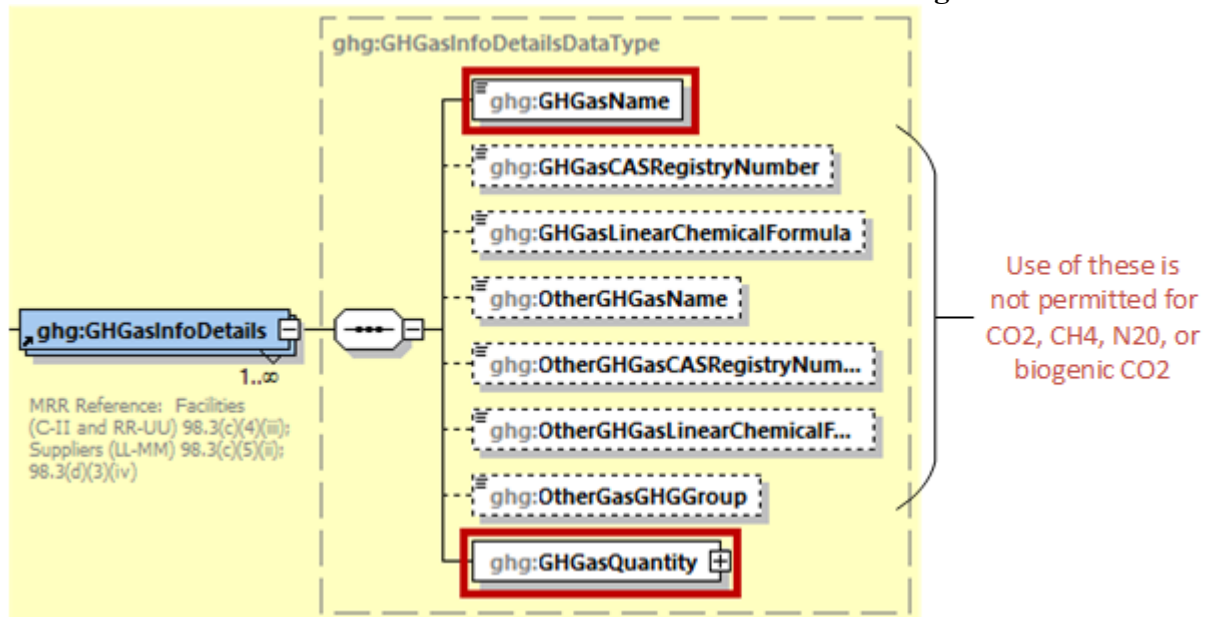 g
ghg:GHGasInfoDetailsDataType
ghg:GHGasName
ghg:GHGasCASRegistryNumber
ghg:GHGasLinearChemicalFormula
ghg:OtherGHGasName
ghg:GHGasInfoDetails
1..∞
ghg:OtherGHGasCASRegistryNum...
ghg:OtherGHGasLinearChemicalF...
ghg:OtherGasGHGGroup
ghg:GHGasQuantity
MRR Reference: Facilities
(C-II and RR-UU) 98.3(c)(4)(iii);
Suppliers (LL-MM) 98.3(c)(5)(ii);
98.3(d)(3)(iv)
Use of these is
not permitted for
CO2, CH4, N20, or
biogenic CO2